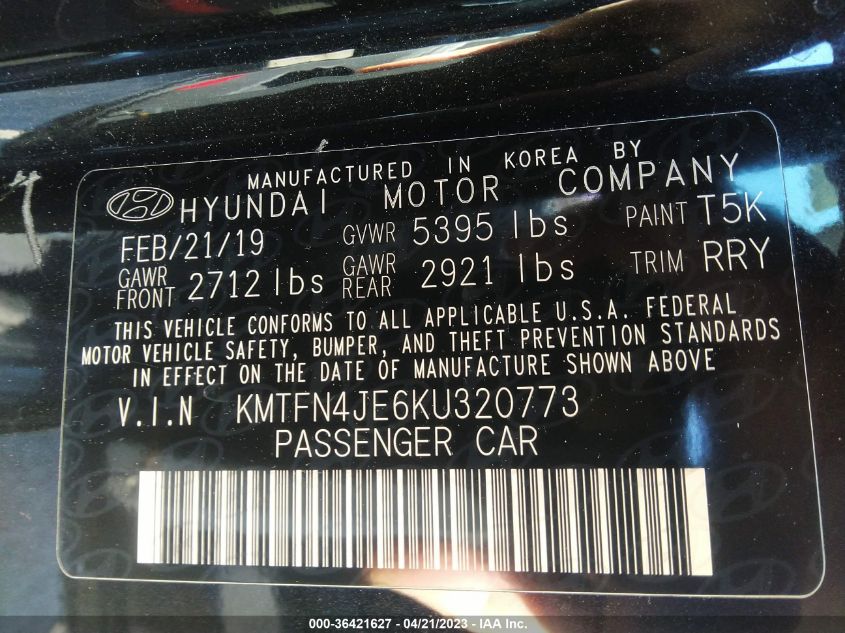 MANUFACTURED IN KOREA BY
HYUNDAI MOTOR COMPANY
FEB/21/19 GVWR 5395 lbs PAINT T5K
GAWR FRONT 2712 lbs GAWR REAR 2921 lbs TRIM RRY
THIS VEHICLE CONFORMS TO ALL APPLICABLE U.S.A. FEDERAL
MOTOR VEHICLE SAFETY, BUMPER, AND THEFT PREVENTION STANDARDS
IN EFFECT ON THE DATE OF MANUFACTURE SHOWN ABOVE
V.I.N KMTFN4JE6KU320773
PASSENGER CAR
000-36421627 - 04/21/2023 - IAA Inc.